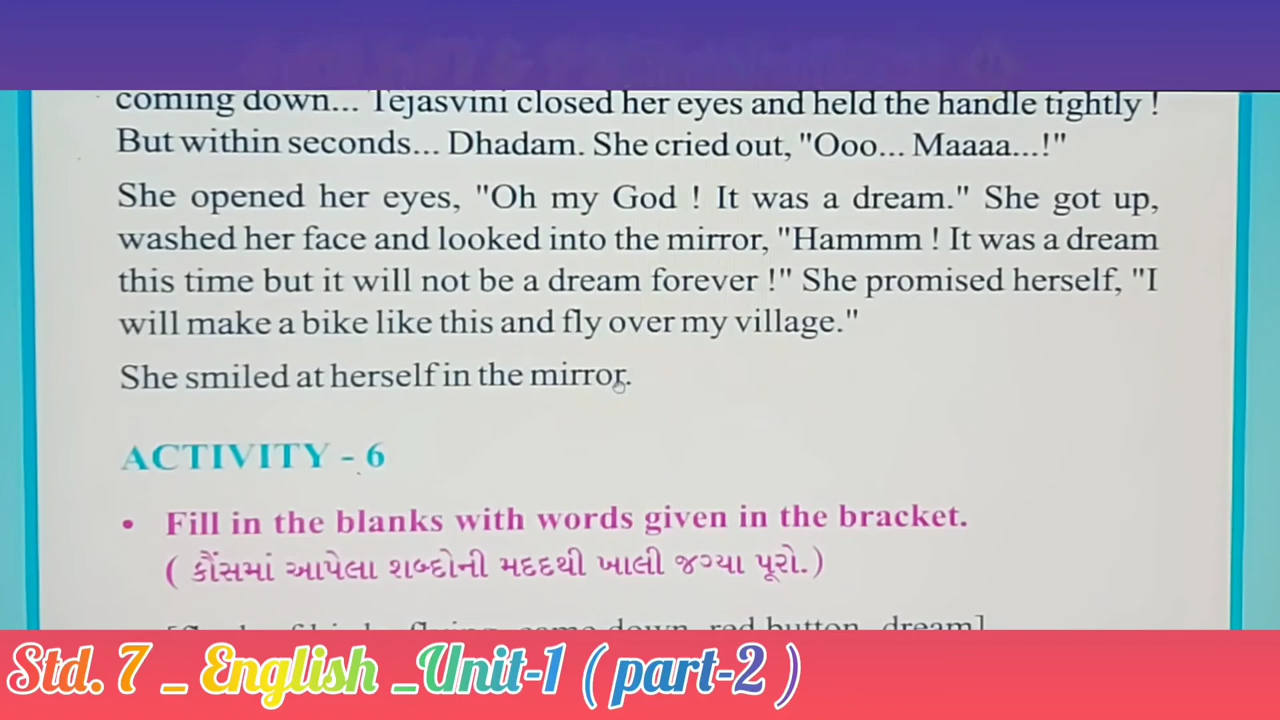 coming down... Tejasvini closed her eyes and held the handle tightly !
But within seconds... Dhadam. She cried out, "Ooo... Maaaa...!"
She opened her eyes, "Oh my God ! It was a dream." She got up,
washed her face and looked into the mirror, "Hammm ! It was a dream
this time but it will not be a dream forever !" She promised herself, "I
will make a bike like this and fly over my village."
She smiled at herself in the mirror.
ACTIVITY - 6
• Fill in the blanks with words given in the bracket.
( કૌંસમાં આપેલા શબ્દોની મદદથી ખાલી જગ્યા પૂરો.)
came down, red button, dream]
Std. 7 _ English _Unit-1 ( part-2 )